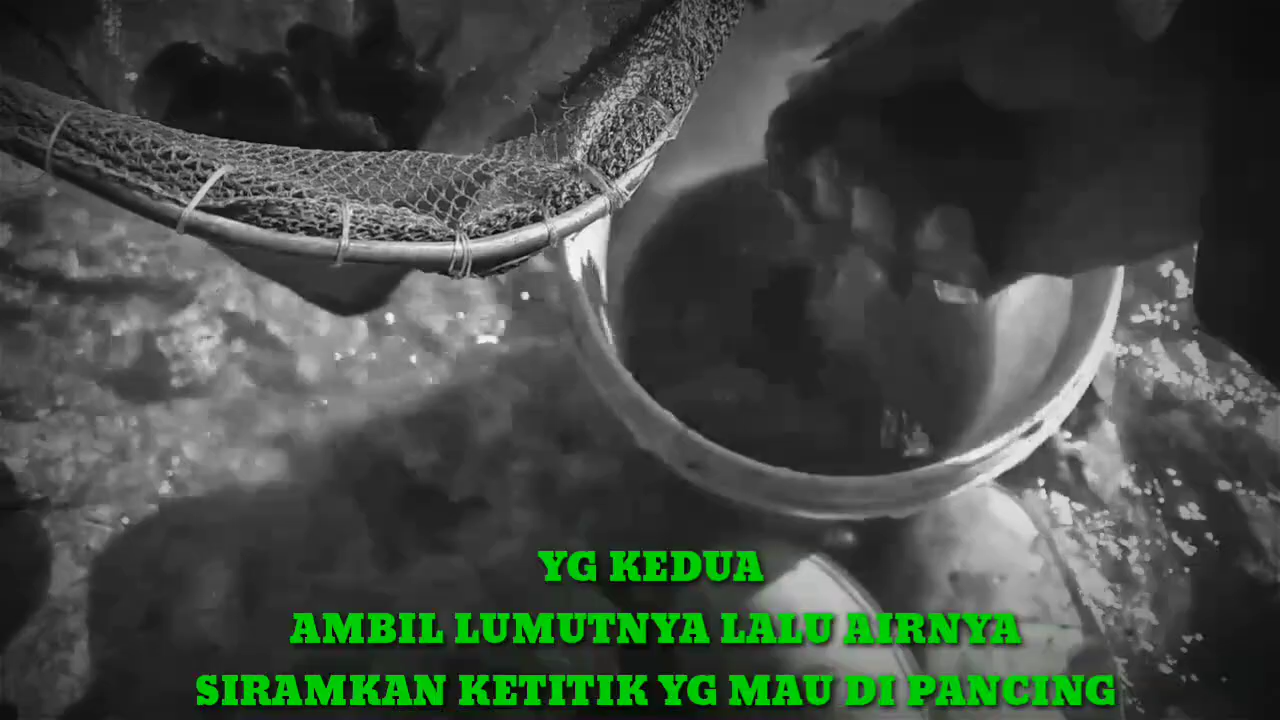 YG KEDUA
AMBIL LUMUTNYA LALU AIRNYA
SIRAMKAN KETITIK YG MAU DI PANCING